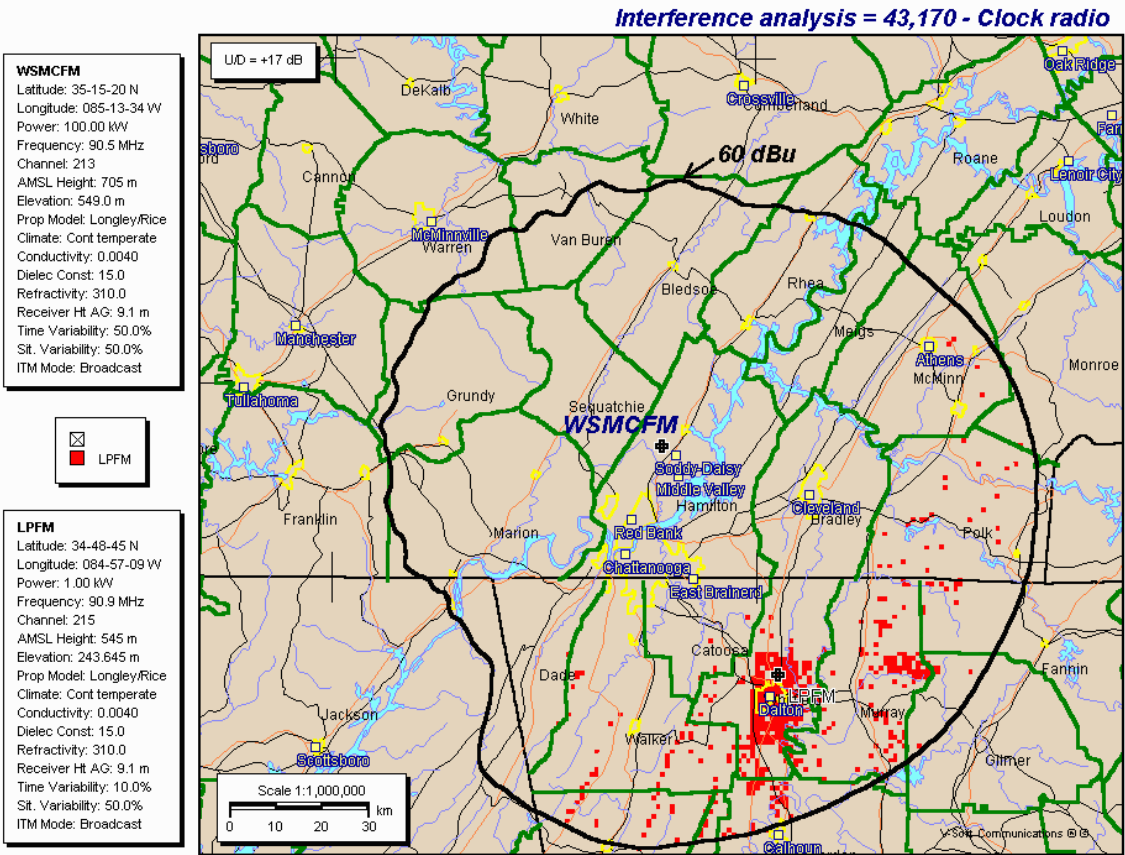 Interference analysis = 43,170 - Clock radio
WSMCFM
Latitude: 35-15-20 N
Longitude: 085-13-34 W
Power: 100.00 kW
Frequency: 90.5 MHz
Channel: 213
AMSL Height: 705 m
Elevation: 549.0 m
Prop Model: Longley/Rice
Climate: Cont temperate
Conductivity: 0.0040
Dielec Const: 15.0
Refractivity: 310.0
Receiver Ht AG: 9.1 m
Time Variability: 50.0%
Sit. Variability: 50.0%
ITM Mode: Broadcast
LPFM
LPFM
Latitude: 34-48-45 N
Longitude: 084-57-09 W
Power: 1.00 kW
Frequency: 90.9 MHz
Channel: 215
AMSL Height: 545 m
Elevation: 243.645 m
Prop Model: Longley/Rice
Climate: Cont temperate
Conductivity: 0.0040
Dielec Const: 15.0
Refractivity: 310.0
Receiver Ht AG: 9.1 m
Time Variability: 10.0%
Sit. Variability: 50.0%
ITM Mode: Broadcast
U/D = +17 dB
Oak Ridge
DeKalb
Crossville
White
sboro
60 dBu
Roane
Cannon
Lenoir City
Loudon
McMinnville
Warren
Van Buren
Bledsoe
Rhea
Meigs
Manchester
Athens
McMinn
Monroe
Tullahoma
Grundy
Sequatchie
WSMCFM
Soddy-Daisy
Middle Valley
Hamilton
Cleveland
Bradley
Franklin
Marion
Red Bank
Polk
Chattanooga
East Brainerd
Catoosa
Dade
Fannin
LPFM
Dalton
Murray
Jackson
Walker
Scottsboro
Gilmer
Scale 1:1,000,000
km
0 10 20 30
V-Soft Communications ® ©
Calhoun